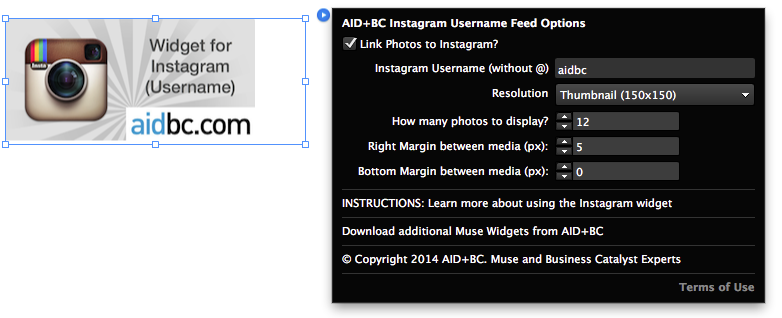 Widget for
Instagram
(Username)
Insta
aidbc.com
AID+BC Instagram Username Feed Options
Link Photos to Instagram?
Instagram Username (without @) aidbc
Resolution Thumbnail (150x150)
How many photos to display? 12
Right Margin between media (px): 5
Bottom Margin between media (px): 0
INSTRUCTIONS: Learn more about using the Instagram widget
Download additional Muse Widgets from AID+BC
© Copyright 2014 AID+BC. Muse and Business Catalyst Experts
Terms of Use